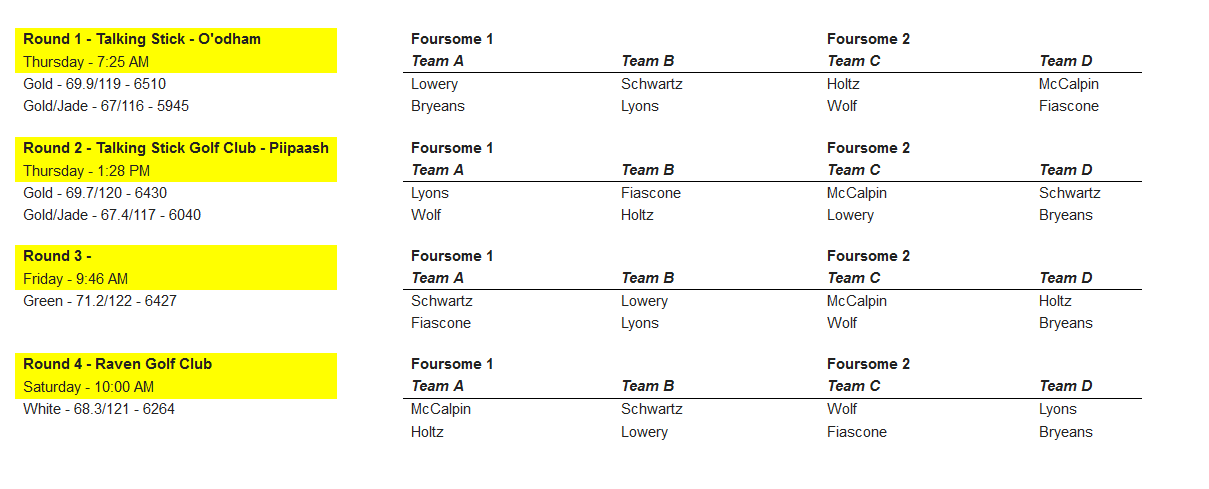 Round 1 - Talking Stick - O'odham Foursome 1 Foursome 2
Thursday - 7:25 AM Team A Team B Team C Team D
Gold - 69.9/119 - 6510 Lowery Schwartz Holtz McCalpin
Gold/Jade - 67/116 - 5945 Bryeans Lyons Wolf Fiascone
Round 2 - Talking Stick Golf Club - Piipaash Foursome 1 Foursome 2
Thursday - 1:28 PM Team A Team B Team C Team D
Gold - 69.7/120 - 6430 Lyons Fiascone McCalpin Schwartz
Gold/Jade - 67.4/117 - 6040 Wolf Holtz Lowery Bryeans
Round 3 - Foursome 1 Foursome 2
Friday - 9:46 AM Team A Team B Team C Team D
Green - 71.2/122 - 6427 Schwartz Lowery McCalpin Holtz
Fiascone Lyons Wolf Bryeans
Round 4 - Raven Golf Club Foursome 1 Foursome 2
Saturday - 10:00 AM Team A Team B Team C Team D
White - 68.3/121 - 6264 McCalpin Schwartz Wolf Lyons
Holtz Lowery Fiascone Bryeans